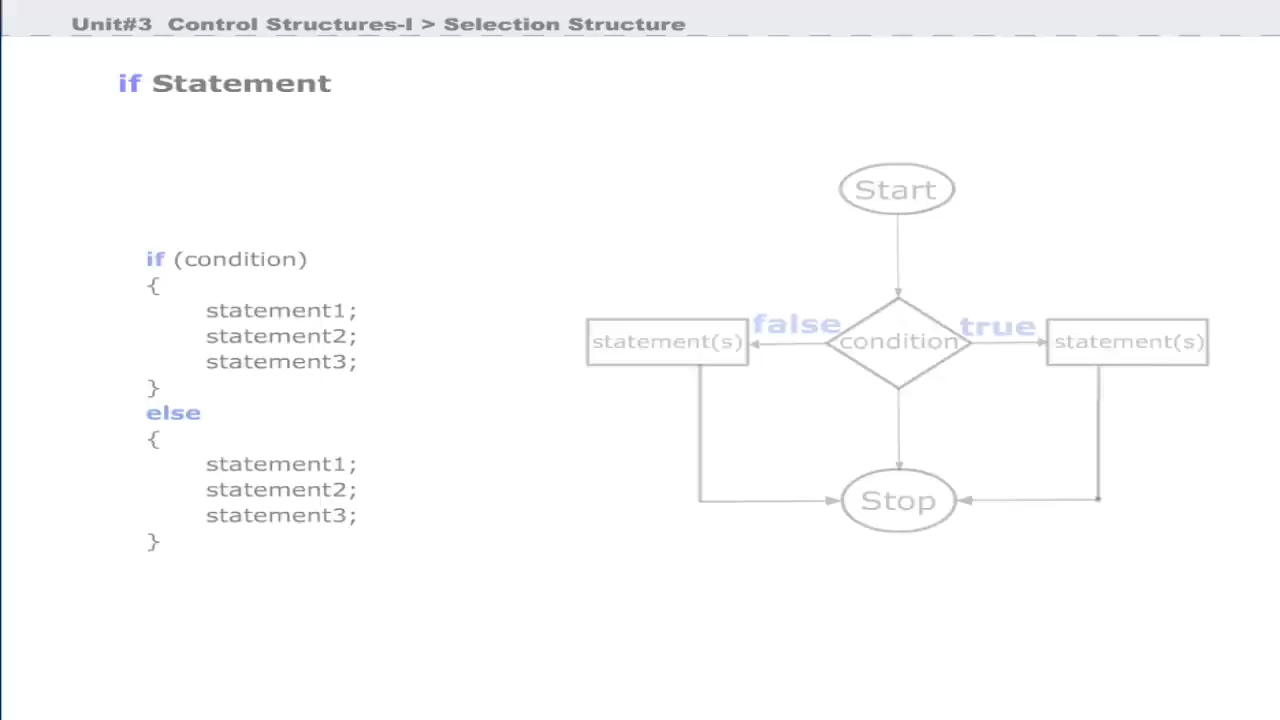 Unit#3 Control Structures-I > Selection Structure
if Statement
if (condition)
{
statement1;
statement2;
statement3;
}
else
{
statement1;
statement2;
statement3;
}
Start
false
true
statement(s)
condition
statement(s)
Stop